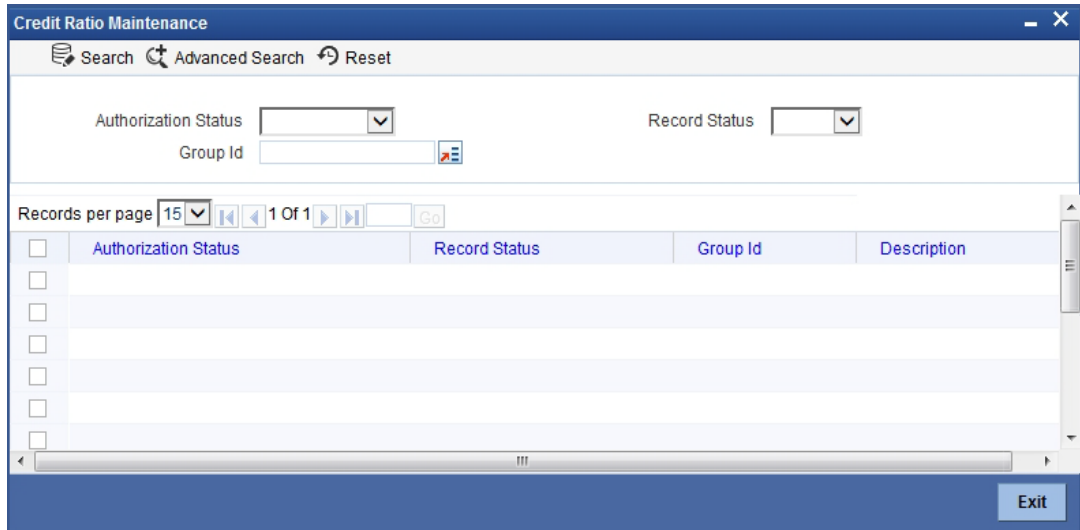 Credit Ratio Maintenance
Search Advanced Search Reset
Authorization Status Record Status
Group Id
Records per page 15 1 Of 1 Go
Authorization Status Record Status Group Id Description
Exit